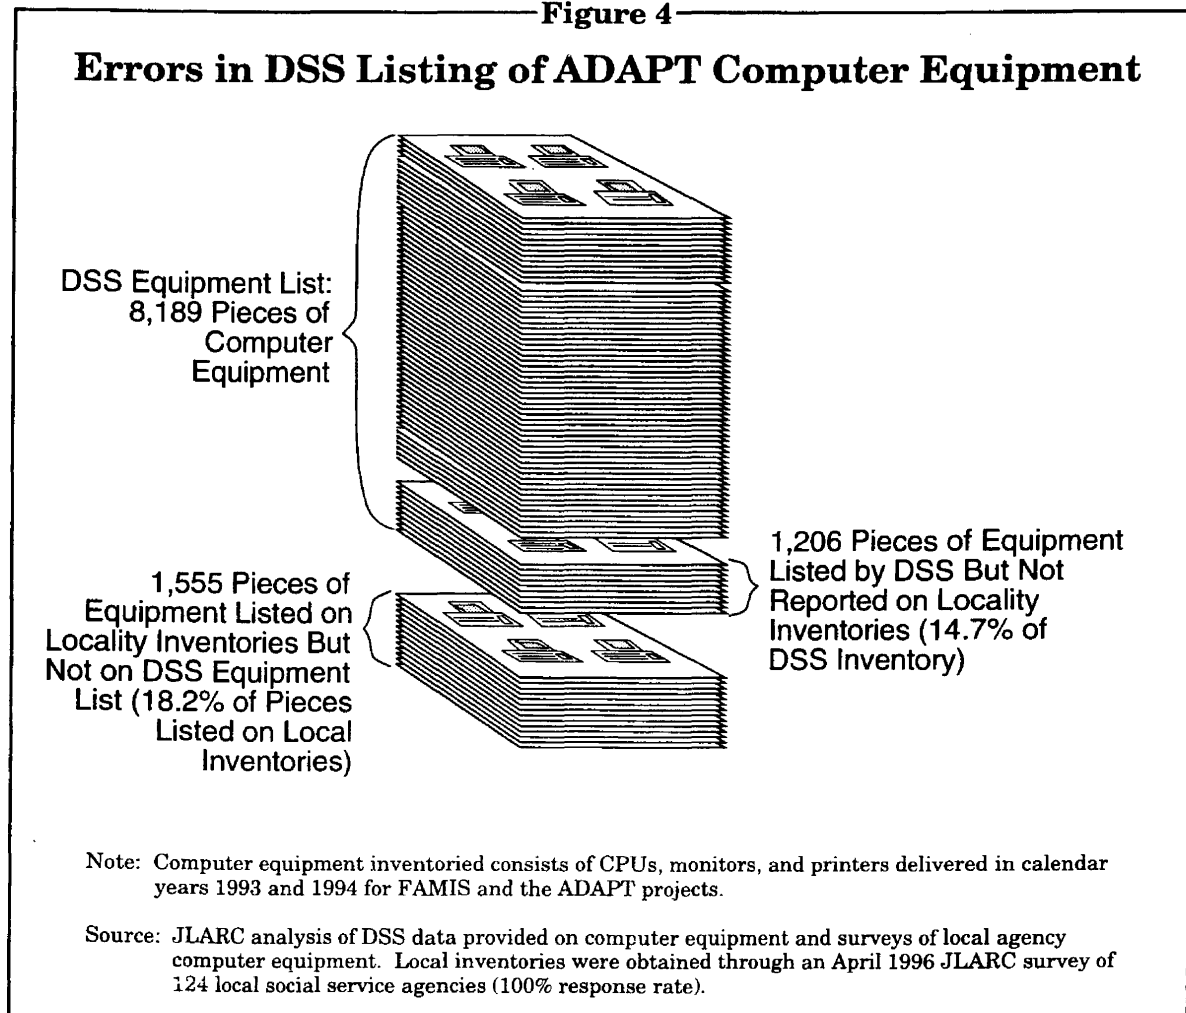 Figure 4
Errors in DSS Listing of ADAPT Computer Equipment
DSS Equipment List:
8,189 Pieces of
Computer
Equipment
1,206 Pieces of Equipment
Listed by DSS But Not
Reported on Locality
Inventories (14.7% of
DSS Inventory)
1,555 Pieces of
Equipment Listed on
Locality Inventories But
Not on DSS Equipment
List (18.2% of Pieces
Listed on Local
Inventories)
Note: Computer equipment inventoried consists of CPUs, monitors, and printers delivered in calendar
years 1993 and 1994 for FAMIS and the ADAPT projects.
Source: JLARC analysis of DSS data provided on computer equipment and surveys of local agency
computer equipment. Local inventories were obtained through an April 1996 JLARC survey of
124 local social service agencies (100% response rate).